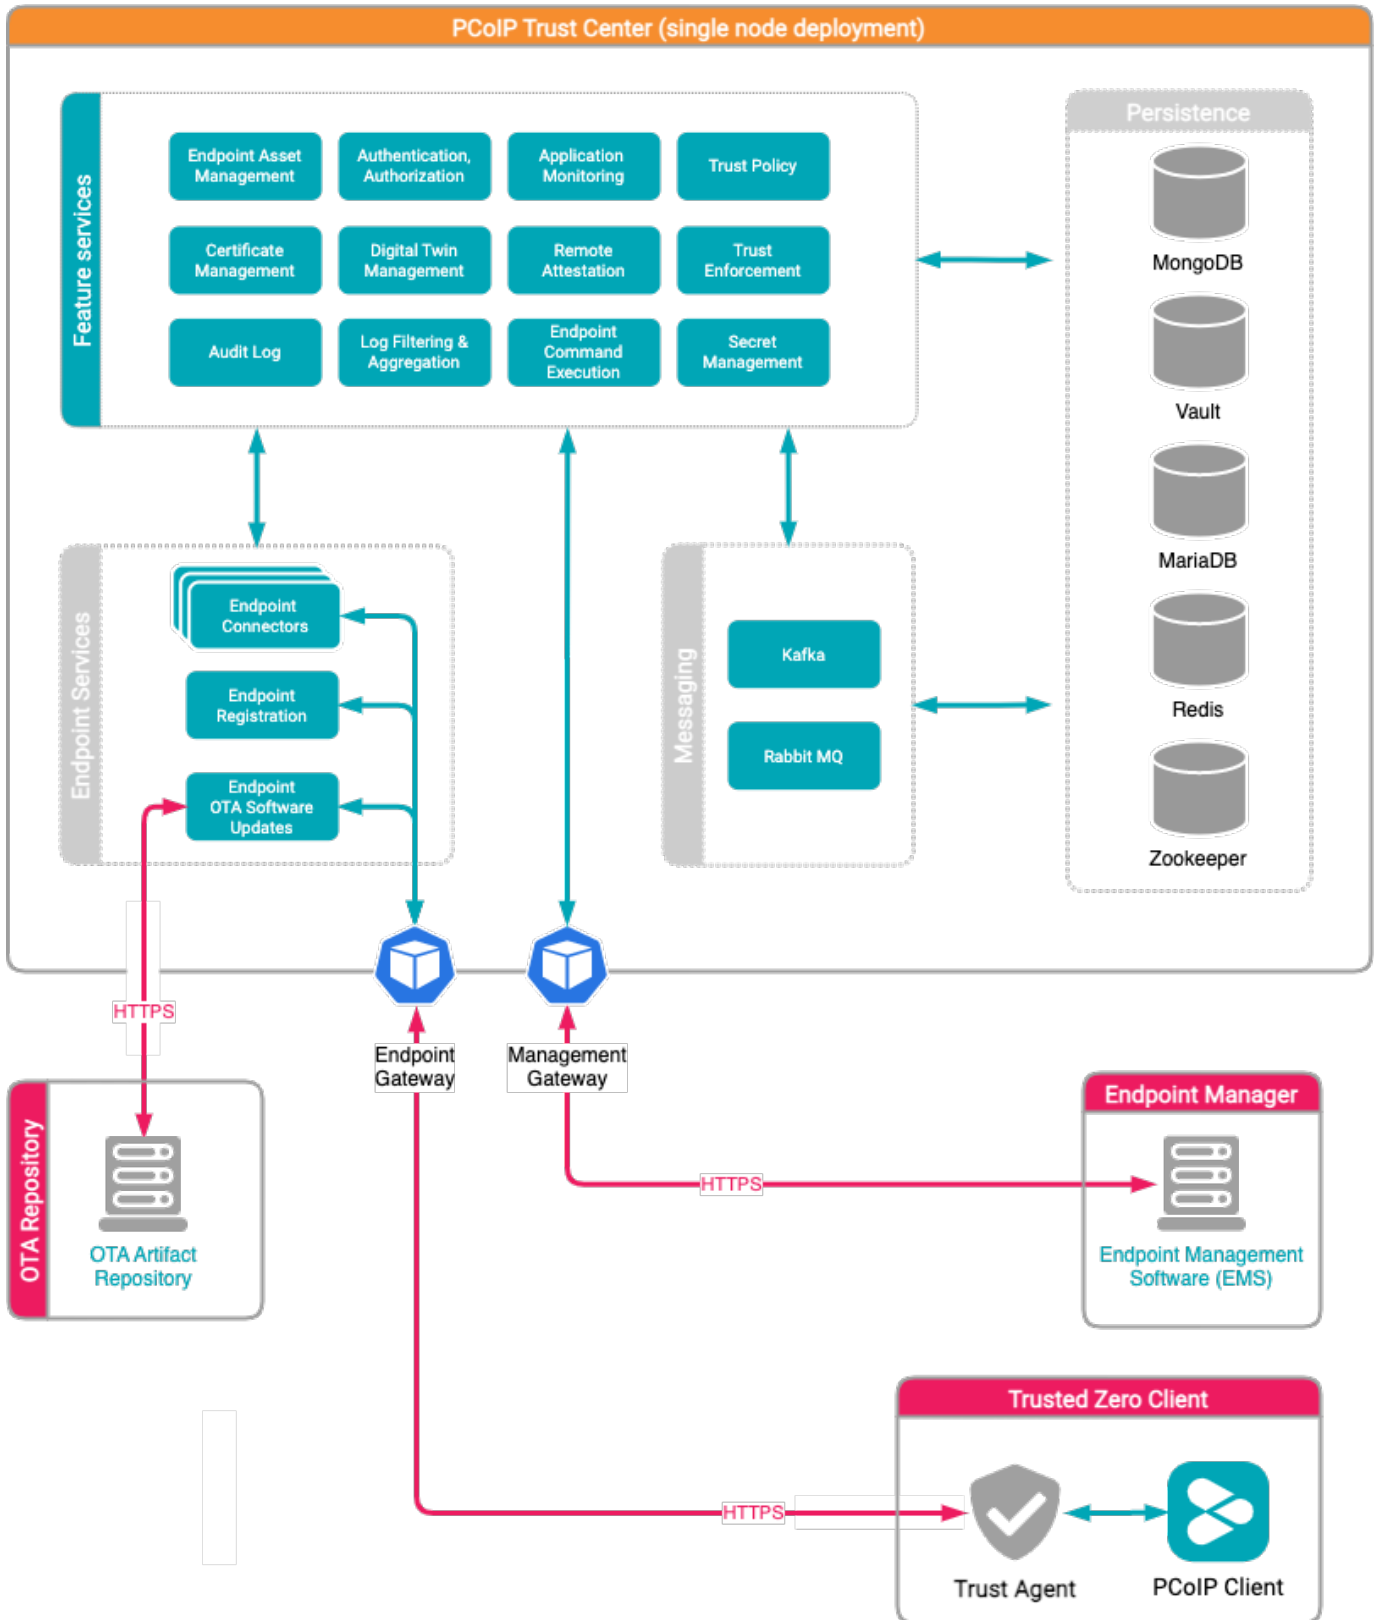 PCoIP Trust Center (single node deployment)
Feature services
Endpoint Asset
Management
Authentication,
Authorization
Application
Monitoring
Trust Policy
Certificate
Management
Digital Twin
Management
Remote
Attestation
Trust
Enforcement
Audit Log
Log Filtering &
Aggregation
Endpoint
Command
Execution
Secret
Management
Persistence
MongoDB
Vault
MariaDB
Redis
Zookeeper
Endpoint Services
Endpoint
Connectors
Endpoint
Registration
Endpoint
OTA Software
Updates
Messaging
Kafka
Rabbit MQ
HTTPS
Endpoint
Gateway
Management
Gateway
OTA Repository
OTA Artifact
Repository
HTTPS
Endpoint Manager
Endpoint Management
Software (EMS)
HTTPS
Trusted Zero Client
Trust Agent
PCoIP Client